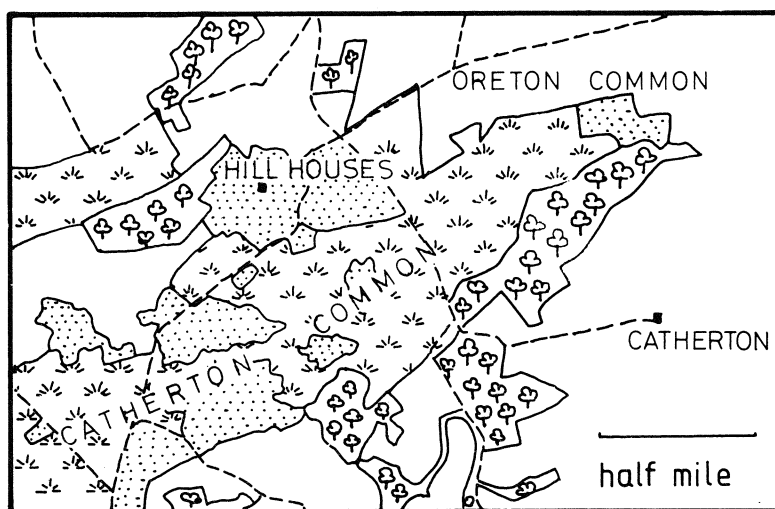 ORETON COMMON
HILL HOUSES
CATHERTON COMMON
CATHERTON
half mile